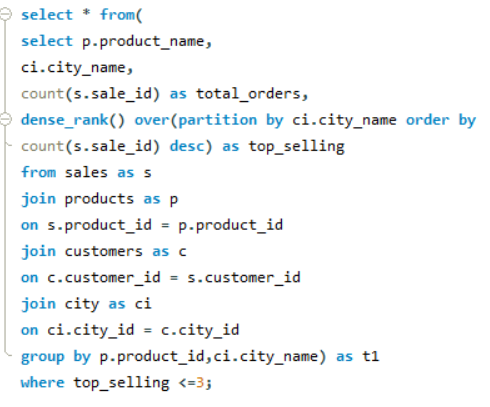 select * from(
select p.product_name,
ci.city_name,
count(s.sale_id) as total_orders,
dense_rank() over(partition by ci.city_name order by
count(s.sale_id) desc) as top_selling
from sales as s
join products as p
on s.product_id = p.product_id
join customers as c
on c.customer_id = s.customer_id
join city as ci
on ci.city_id = c.city_id
group by p.product_id,ci.city_name) as t1
where top_selling <=3;